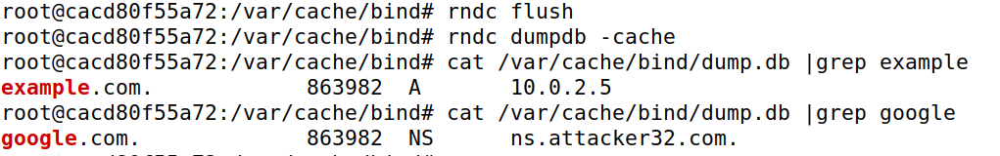 root@cacd80f55a72:/var/cache/bind# rndc flush
root@cacd80f55a72:/var/cache/bind# rndc dumpdb -cache
root@cacd80f55a72:/var/cache/bind# cat /var/cache/bind/dump.db |grep example
example.com.            863982  A       10.0.2.5
root@cacd80f55a72:/var/cache/bind# cat /var/cache/bind/dump.db |grep google
google.com.             863982  NS      ns.attacker32.com.